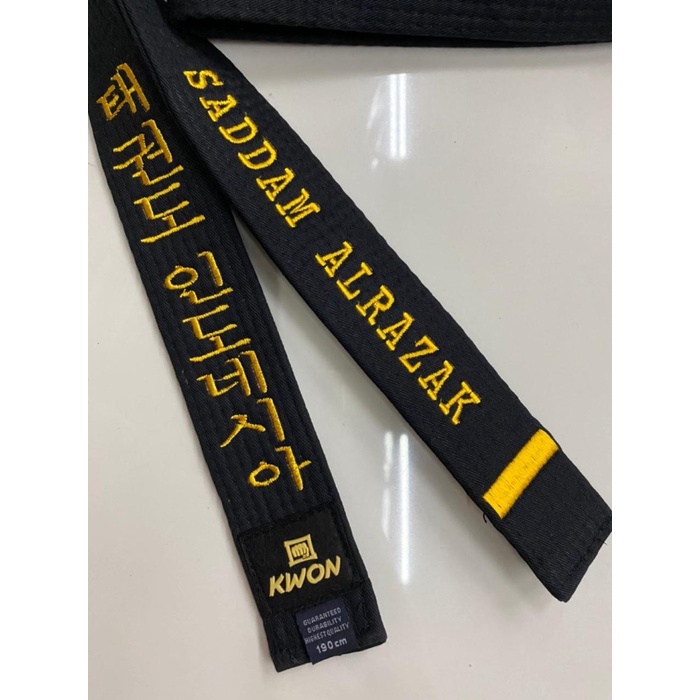 태권도 인도네시아
SADDAM ALRAZAK
KWON
GUARANTEED
DURABILITY
HIGHEST QUALITY
190cm